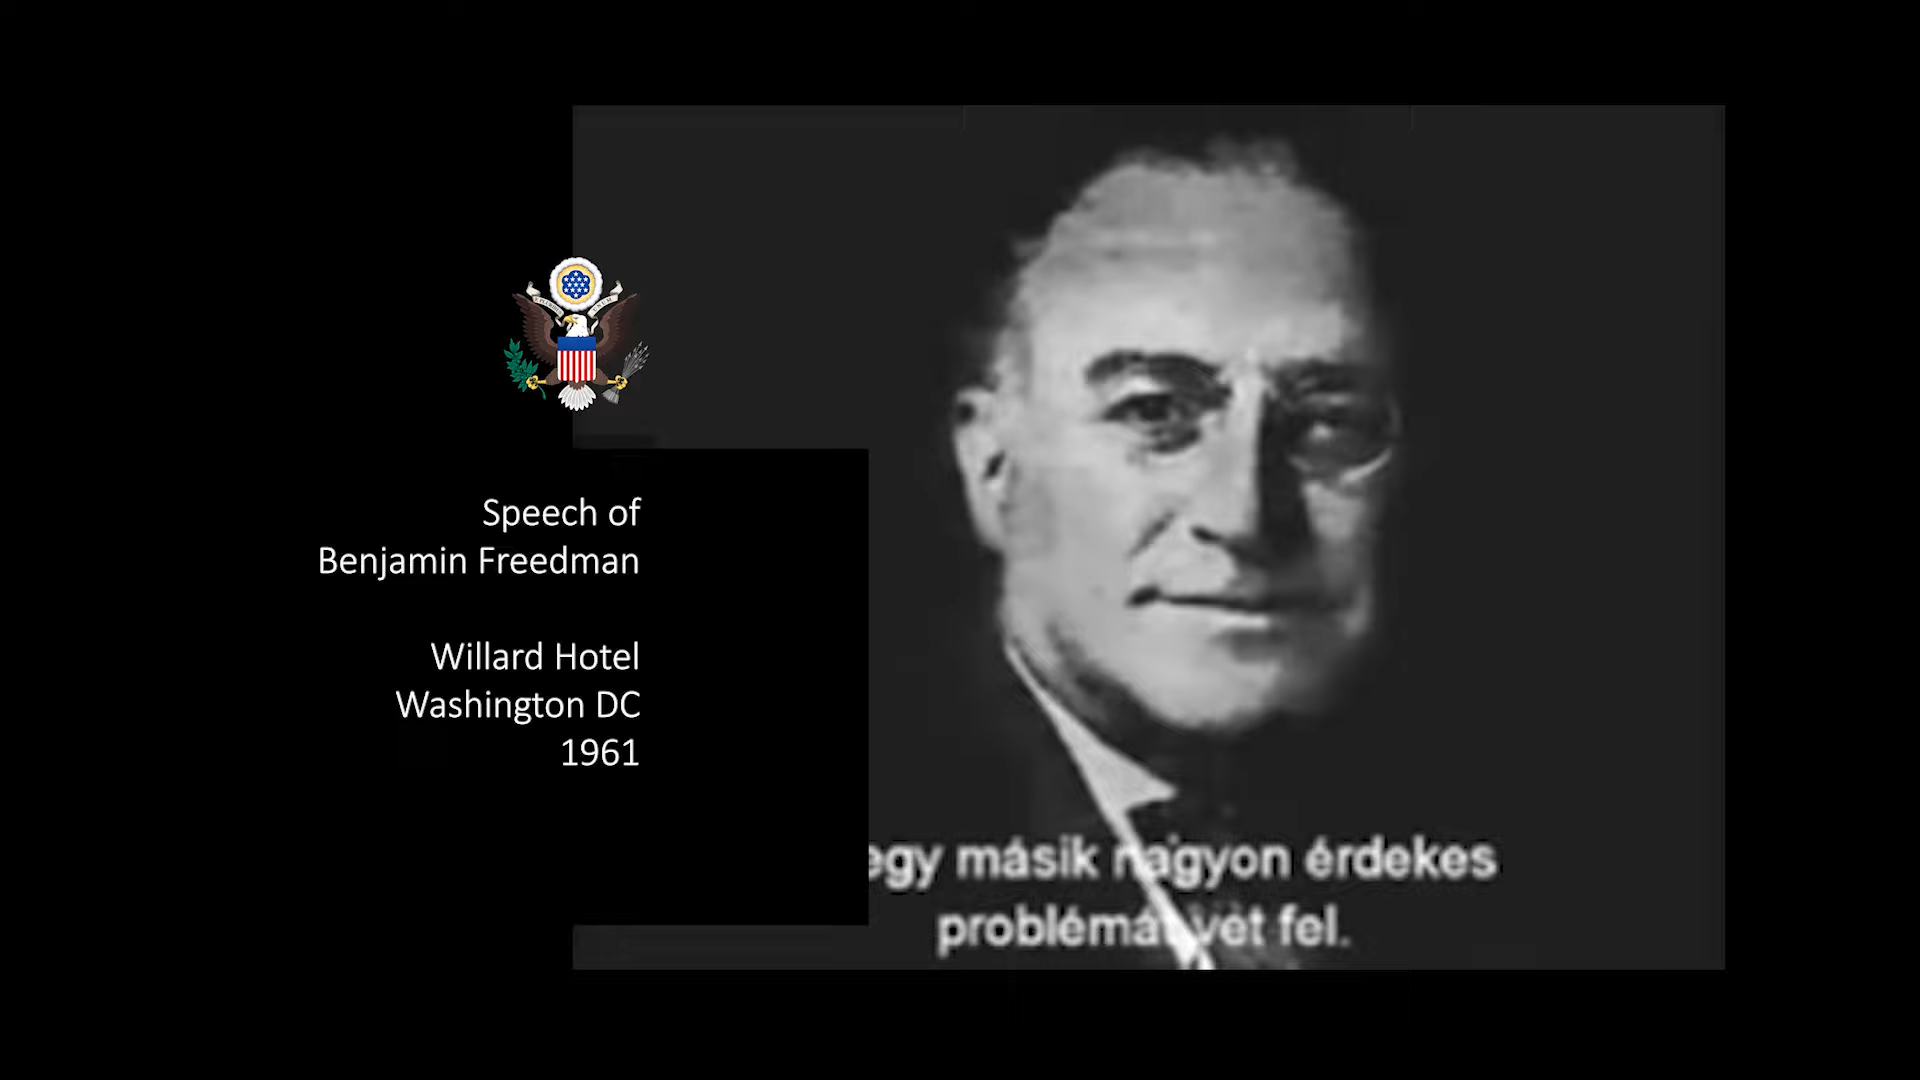 Speech of
Benjamin Freedman
Willard Hotel
Washington DC
1961
egy másik nagyon érdekes
problémát vet fel.